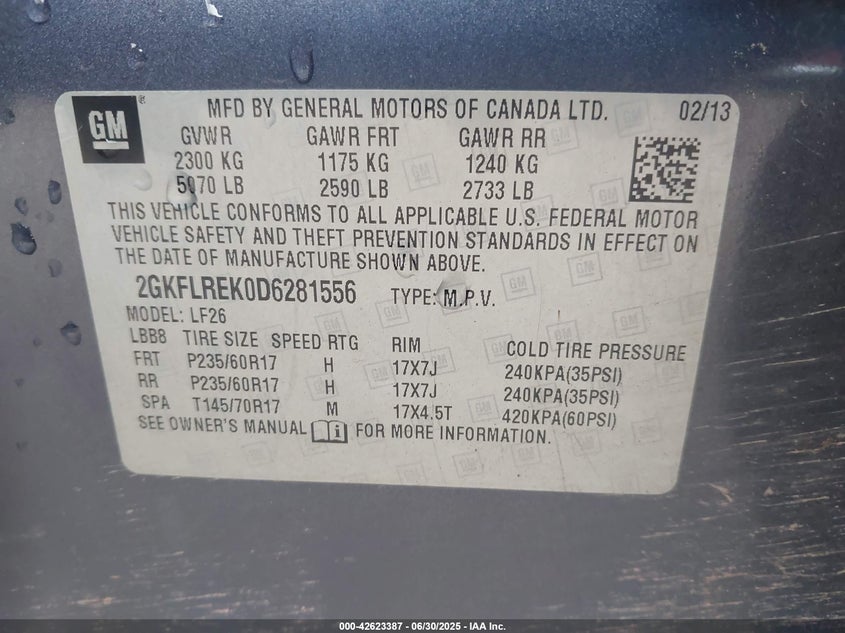 GM
MFD BY GENERAL MOTORS OF CANADA LTD. 02/13
GVWR GAWR FRT GAWR RR
2300 KG 1175 KG 1240 KG
5070 LB 2590 LB 2733 LB
THIS VEHICLE CONFORMS TO ALL APPLICABLE U.S. FEDERAL MOTOR
VEHICLE SAFETY AND THEFT PREVENTION STANDARDS IN EFFECT ON
THE DATE OF MANUFACTURE SHOWN ABOVE.
2GKFLREK0D6281556 TYPE: M.P.V.
MODEL: LF26
LBB8 TIRE SIZE SPEED RTG RIM COLD TIRE PRESSURE
FRT P235/60R17 H 17X7J 240KPA(35PSI)
RR P235/60R17 H 17X7J 240KPA(35PSI)
SPA T145/70R17 M 17X4.5T 420KPA(60PSI)
SEE OWNER'S MANUAL FOR MORE INFORMATION.
000-42623387 - 06/30/2025 - IAA Inc.